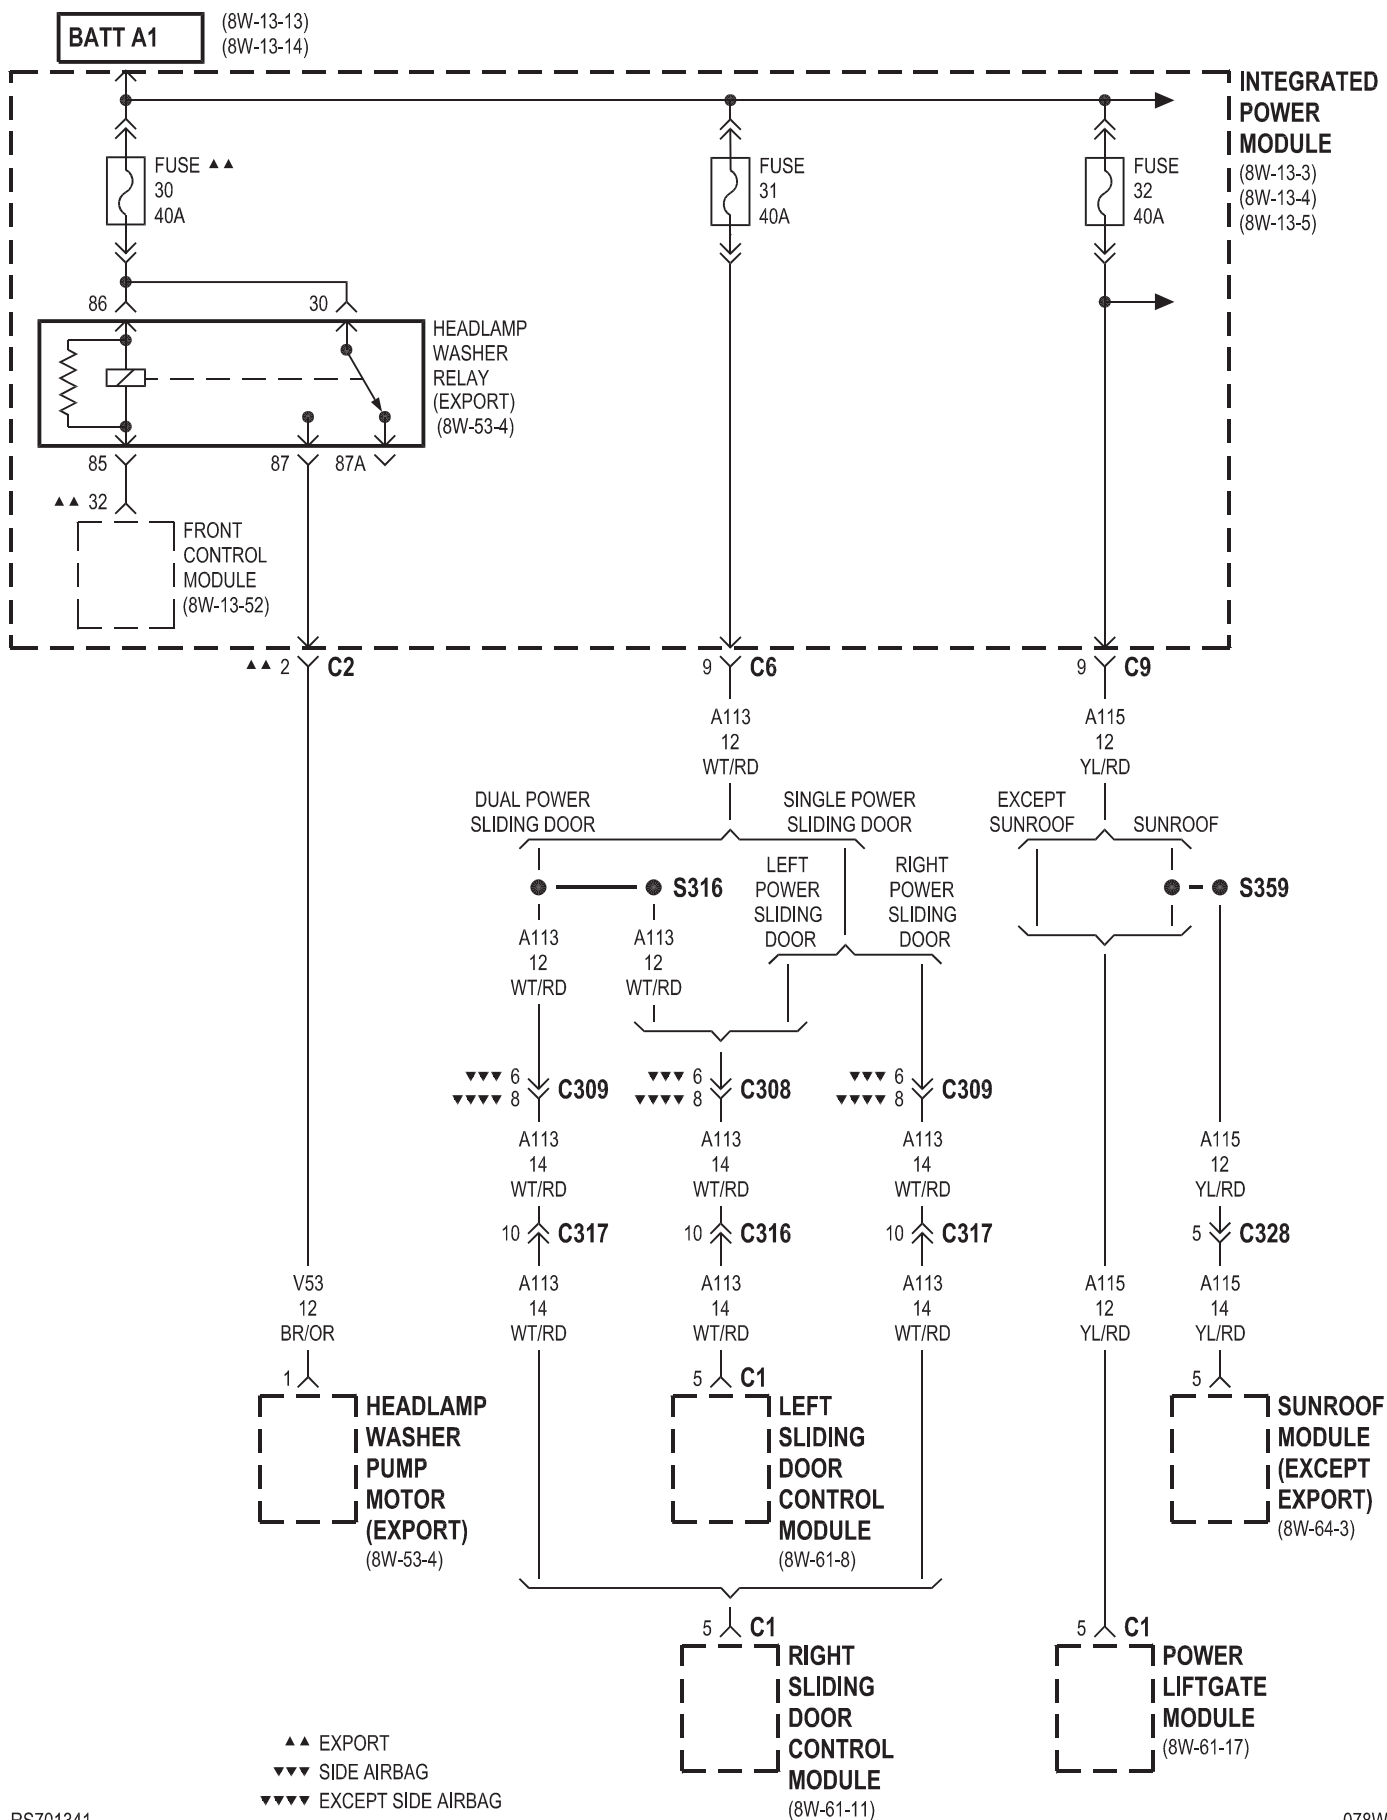 BATT A1
(8W-13-13)
(8W-13-14)
INTEGRATED
POWER
MODULE
(8W-13-3)
(8W-13-4)
(8W-13-5)
FUSE ▲▲
30
40A
FUSE
31
40A
FUSE
32
40A
86
30
HEADLAMP
WASHER
RELAY
(EXPORT)
(8W-53-4)
85
87
87A
▲▲ 32
FRONT
CONTROL
MODULE
(8W-13-52)
▲▲ 2
C2
9
C6
9
C9
A113
12
WT/RD
A115
12
YL/RD
DUAL POWER
SLIDING DOOR
SINGLE POWER
SLIDING DOOR
EXCEPT
SUNROOF
SUNROOF
LEFT
POWER
SLIDING
DOOR
RIGHT
POWER
SLIDING
DOOR
S316
S359
A113
12
WT/RD
A113
12
WT/RD
▼▼▼ 6
▼▼▼▼ 8
C309
▼▼▼ 6
▼▼▼▼ 8
C308
▼▼▼ 6
▼▼▼▼ 8
C309
A113
14
WT/RD
A113
14
WT/RD
A113
14
WT/RD
A115
12
YL/RD
10
C317
10
C316
10
C317
5
C328
V53
12
BR/OR
A113
14
WT/RD
A113
14
WT/RD
A113
14
WT/RD
A115
12
YL/RD
A115
14
YL/RD
1
5
C1
5
HEADLAMP
WASHER
PUMP
MOTOR
(EXPORT)
(8W-53-4)
LEFT
SLIDING
DOOR
CONTROL
MODULE
(8W-61-8)
SUNROOF
MODULE
(EXCEPT
EXPORT)
(8W-64-3)
5
C1
5
C1
RIGHT
SLIDING
DOOR
CONTROL
MODULE
(8W-61-11)
POWER
LIFTGATE
MODULE
(8W-61-17)
▲▲ EXPORT
▼▼▼ SIDE AIRBAG
▼▼▼▼ EXCEPT SIDE AIRBAG
RS701341
078W